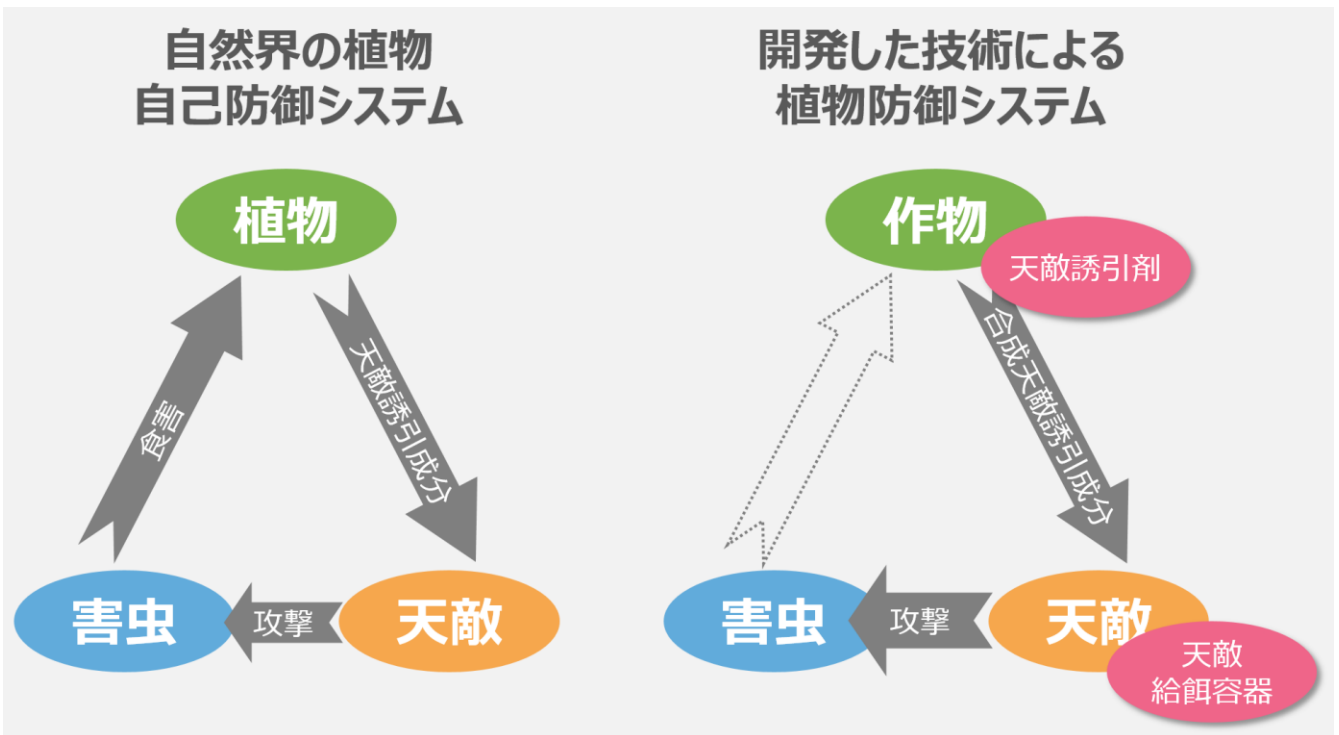 自然界の植物
自己防御システム
植物
食害
天敵誘引成分
害虫
攻撃
天敵
開発した技術による
植物防御システム
作物
天敵誘引剤
合成天敵誘引成分
害虫
攻撃
天敵
天敵
給餌容器